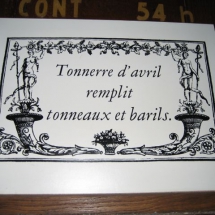 CONT 54 h
Tonnerre d'avril
remplit
tonneaux et barils.